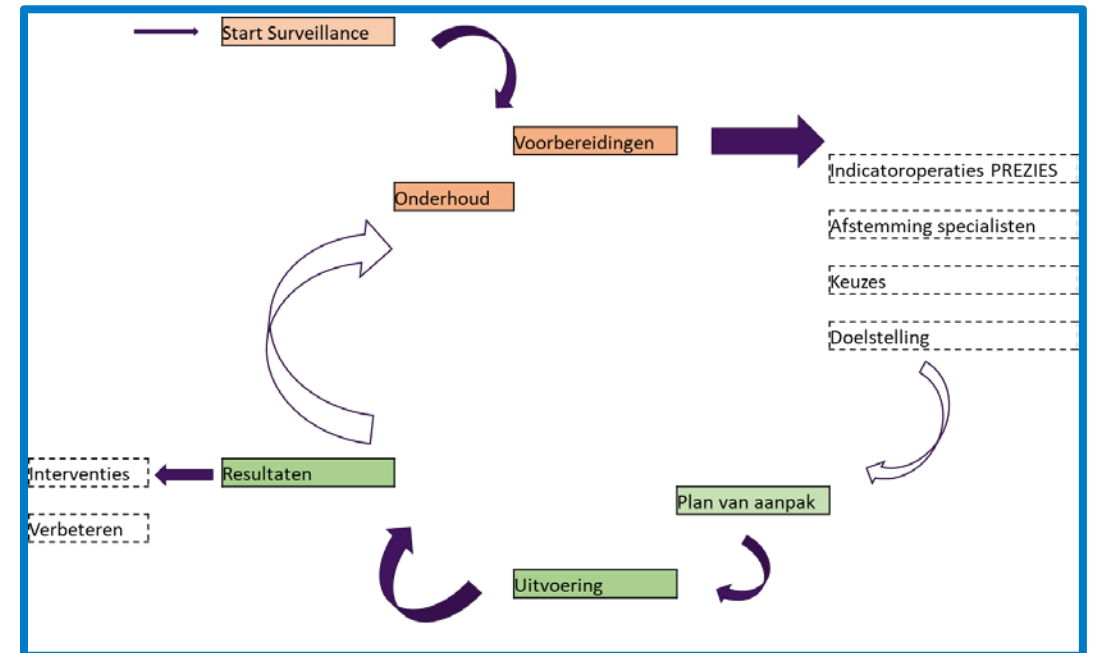 Start Surveillance
Voorbereidingen
Indicatoroperaties PREZIES
Onderhoud
Afstemming specialisten
Keuzes
Doelstelling
Interventies
Resultaten
Verbeteren
Plan van aanpak
Uitvoering